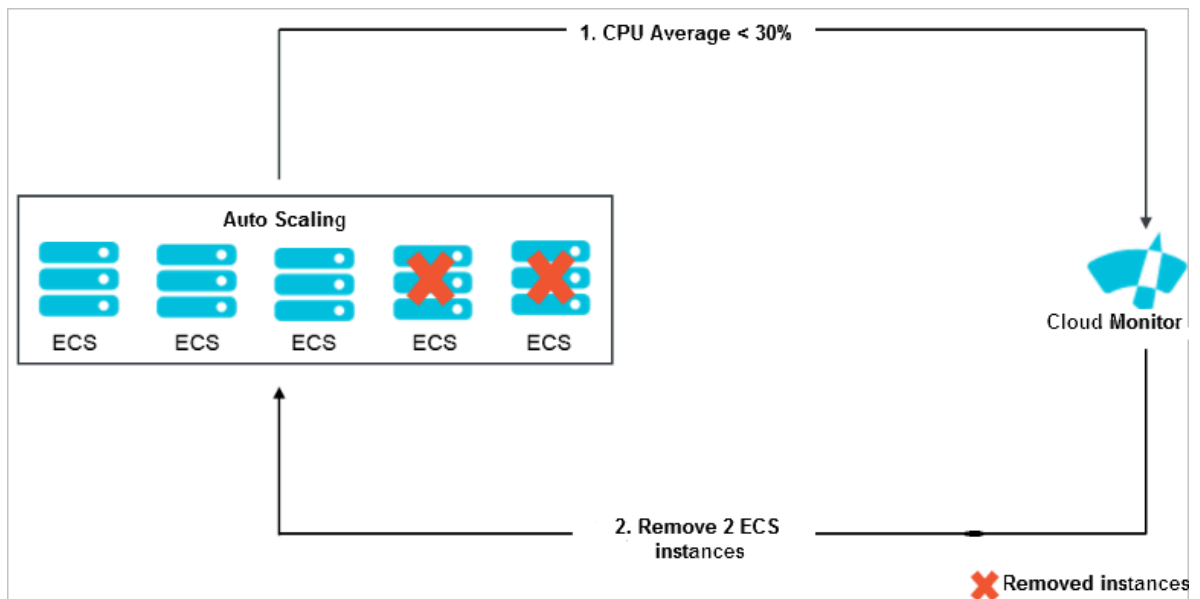 1. CPU Average < 30%
Auto Scaling
ECS ECS ECS ECS ECS
Cloud Monitor
2. Remove 2 ECS
instances
Removed instances